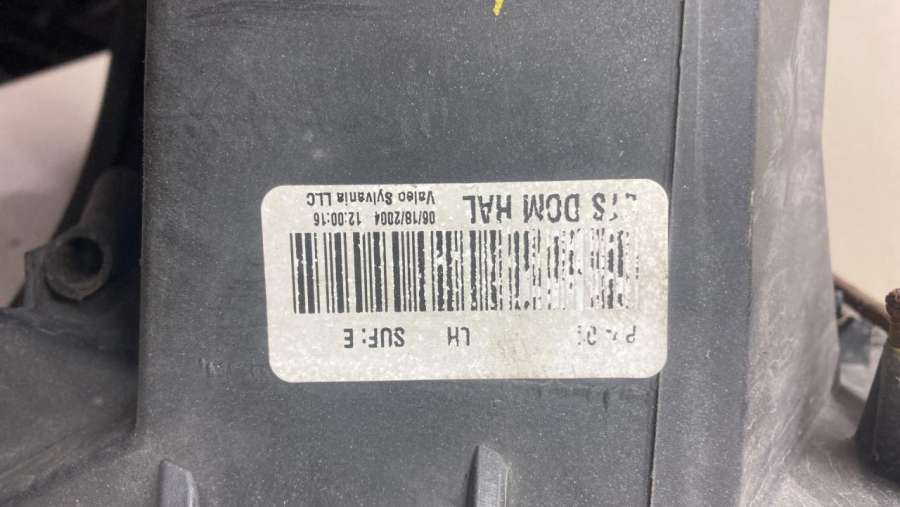 LH SUF: E
DOM HAL
06/18/2004 12:00:16
Valeo Sylvania LLC